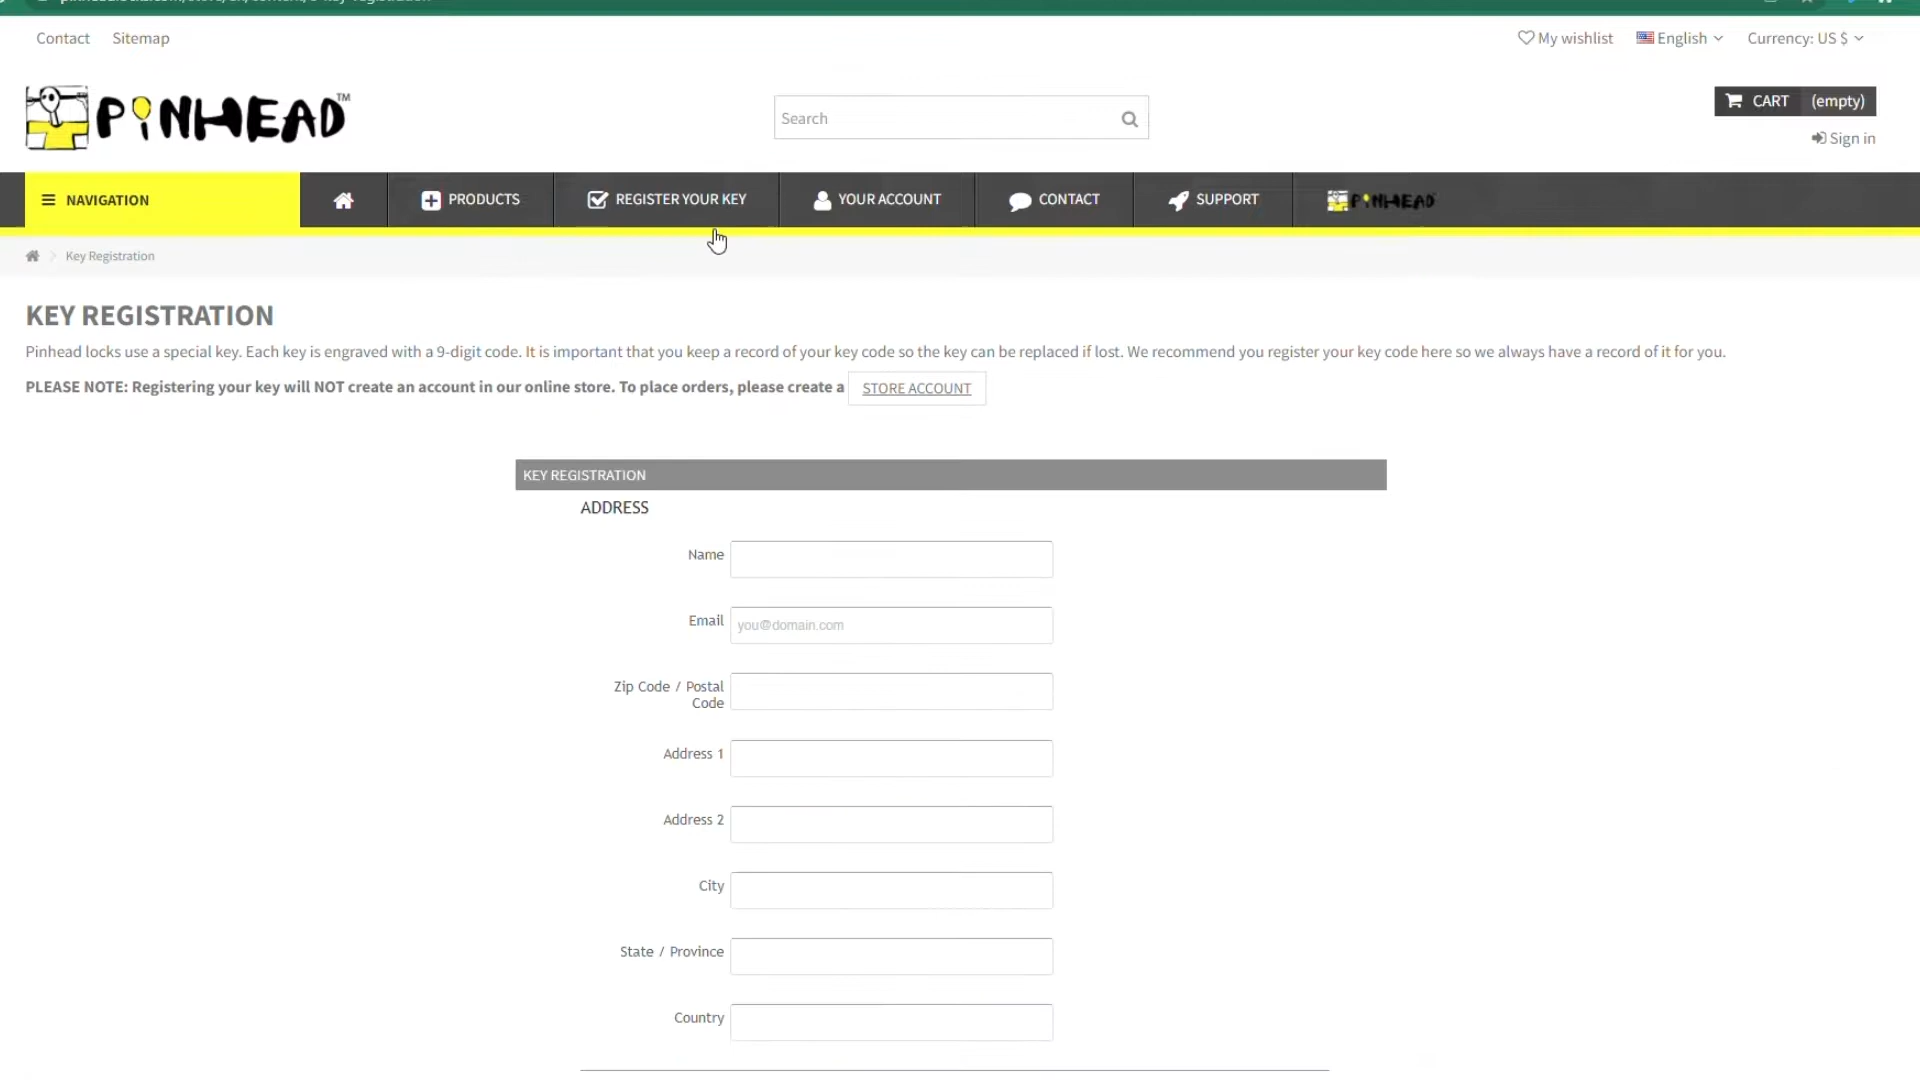 Contact Sitemap
My wishlist English Currency: US $
PINHEAD™
Search
CART (empty)
Sign in
NAVIGATION PRODUCTS REGISTER YOUR KEY YOUR ACCOUNT CONTACT SUPPORT PINHEAD
Key Registration
KEY REGISTRATION
Pinhead locks use a special key. Each key is engraved with a 9-digit code. It is important that you keep a record of your key code so the key can be replaced if lost. We recommend you register your key code here so we always have a record of it for you.
PLEASE NOTE: Registering your key will NOT create an account in our online store. To place orders, please create a STORE ACCOUNT
KEY REGISTRATION
ADDRESS
Name
Email you@domain.com
Zip Code / Postal
Code
Address 1
Address 2
City
State / Province
Country